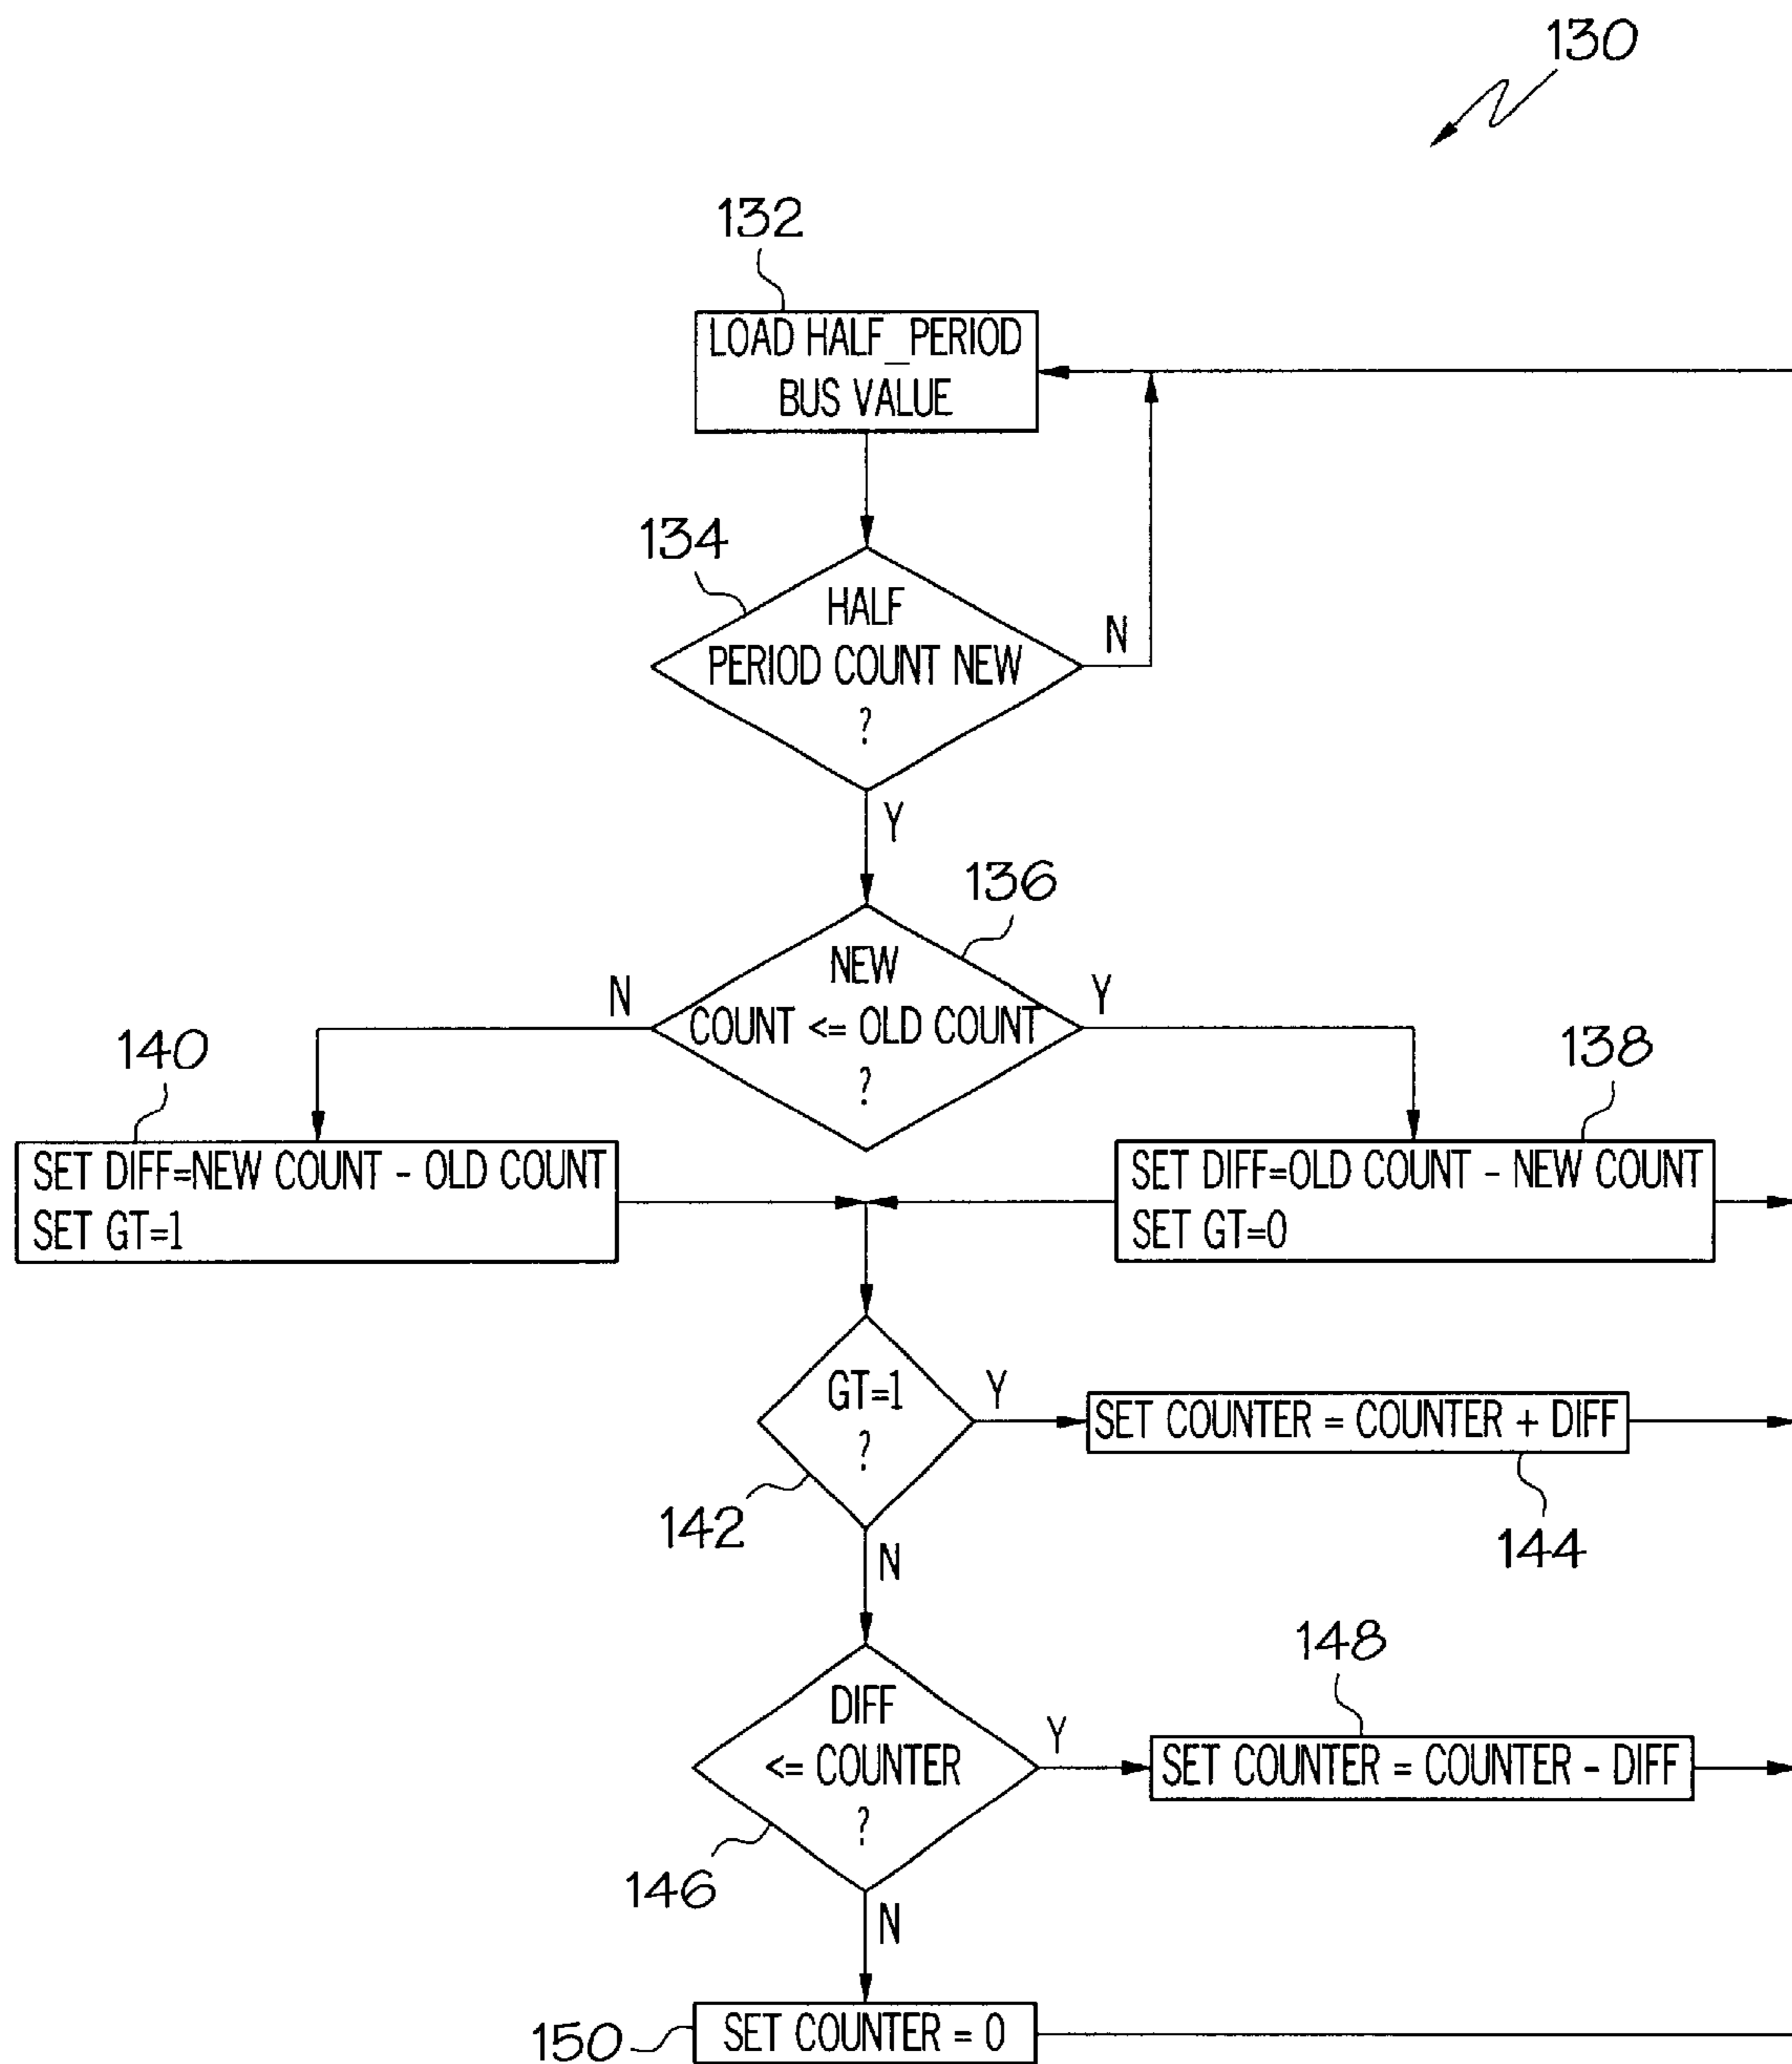 130
132
LOAD HALF_PERIOD
BUS VALUE
134
HALF
PERIOD COUNT NEW
?
N
Y
136
NEW
COUNT <= OLD COUNT
?
N
Y
140
SET DIFF=NEW COUNT - OLD COUNT
SET GT=1
138
SET DIFF=OLD COUNT - NEW COUNT
SET GT=0
GT=1
?
Y
142
N
SET COUNTER = COUNTER + DIFF
144
DIFF
<= COUNTER
?
Y
146
N
148
SET COUNTER = COUNTER - DIFF
150
SET COUNTER = 0